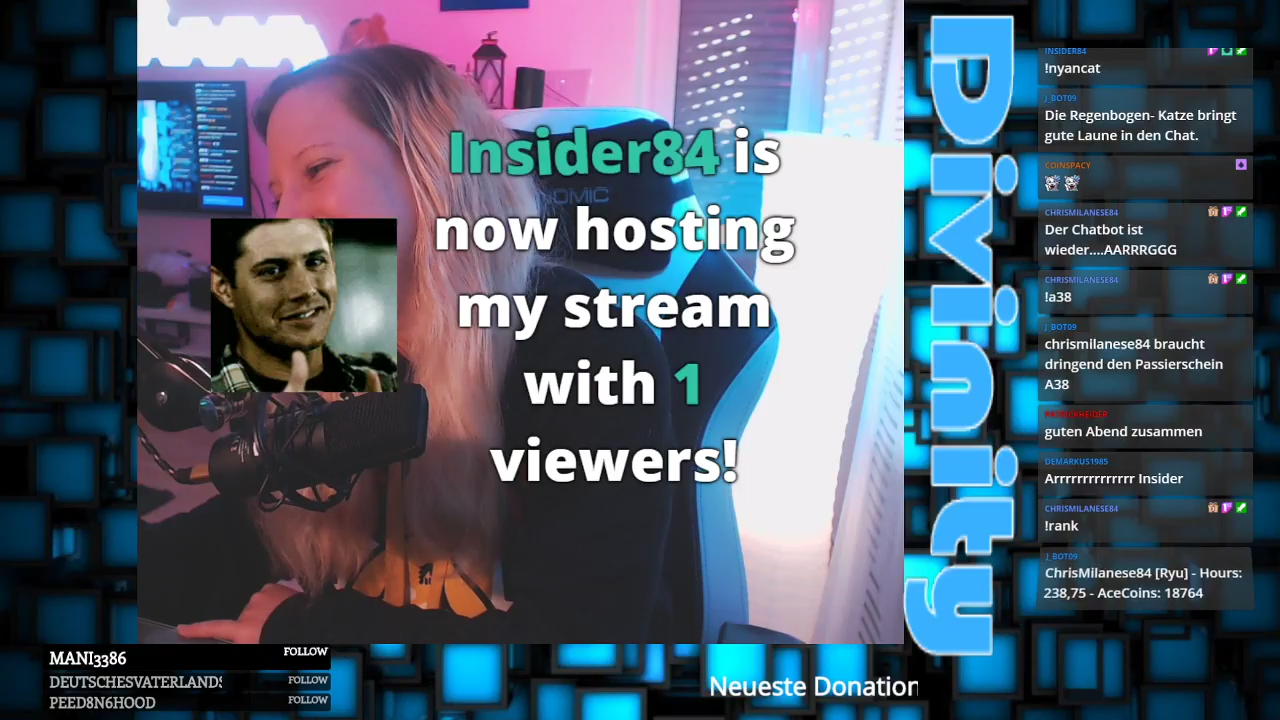 Insider84 is
now hosting
my stream
with 1
viewers!
NOMIC
Divinity
INSIDER84
!nyancat
J_BOT09
Die Regenbogen- Katze bringt
gute Laune in den Chat.
COINSPACY
CHRISMILANESE84
Der Chatbot ist
wieder....AARRRGGG
CHRISMILANESE84
!a38
J_BOT09
chrismilanese84 braucht
dringend den Passierschein
A38
PATRICKHEIDER
guten Abend zusammen
DEMARKUS1985
Arrrrrrrrrrrrr Insider
CHRISMILANESE84
!rank
J_BOT09
ChrisMilanese84 [Ryu] - Hours:
238,75 - AceCoins: 18764
MANI3386 FOLLOW
DEUTSCHESVATERLANDS FOLLOW
PEED8N6HOOD FOLLOW
Neueste Donation